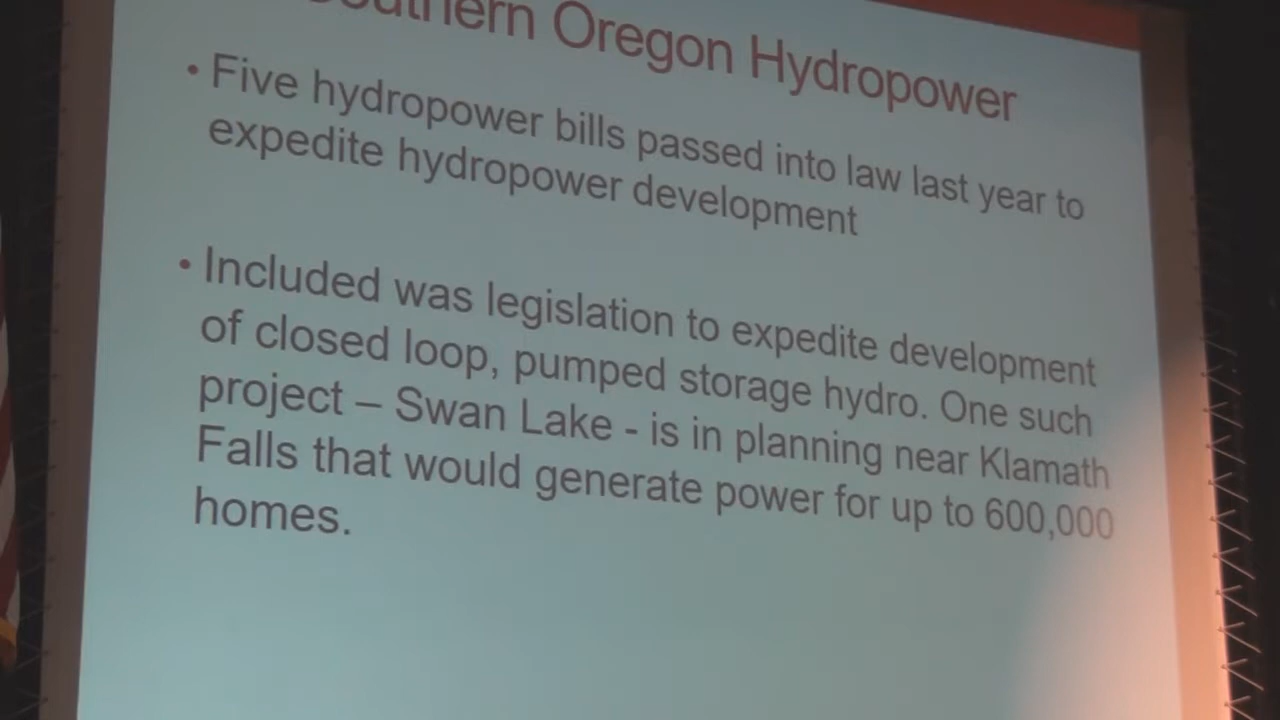 Southern Oregon Hydropower
• Five hydropower bills passed into law last year to
expedite hydropower development
• Included was legislation to expedite development
of closed loop, pumped storage hydro. One such
project – Swan Lake - is in planning near Klamath
Falls that would generate power for up to 600,000
homes.